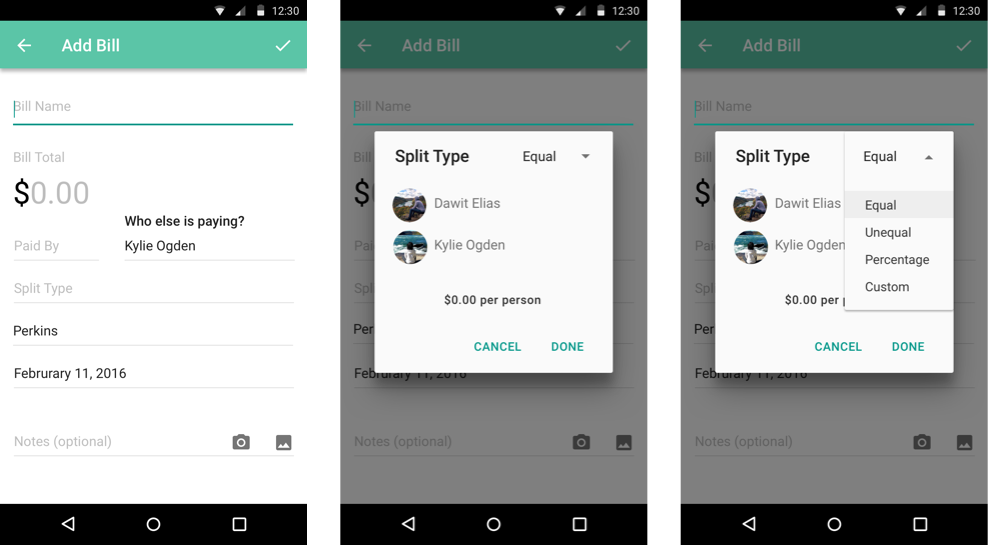 12:30
Add Bill
Bill Name
Bill Total
$0.00
Who else is paying?
Paid By
Kylie Ogden
Split Type
Perkins
Februrary 11, 2016
Notes (optional)
12:30
Add Bill
Bill Name
Bill
Split Type
Equal
$
Dawit Elias
Kylie Ogden
Pai
Spl
$0.00 per person
Per
CANCEL
DONE
Februrary 11, 2016
Notes (optional)
12:30
Add Bill
Bill Name
Bill
Split Type
Equal
$
Dawit Elias
Equal
Unequal
Kylie Ogden
Pai
Percentage
Spl
Custom
$0.00 per p
Per
CANCEL
DONE
Februrary 11, 2016
Notes (optional)